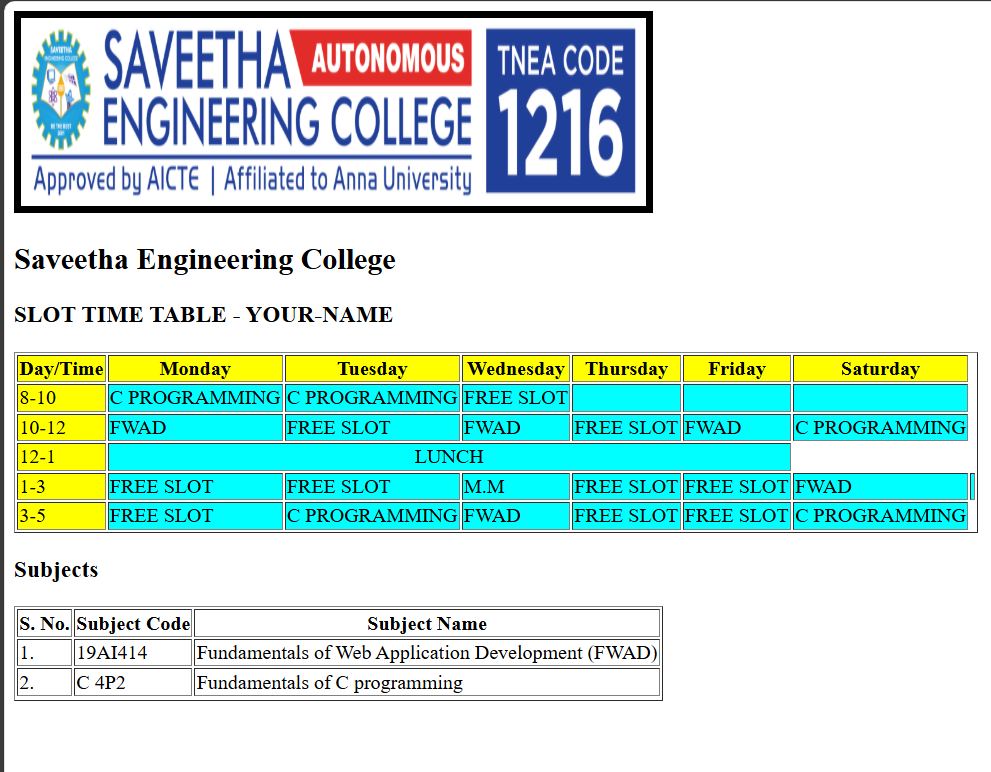 SAVEETHA AUTONOMOUS
ENGINEERING COLLEGE
Approved by AICTE | Affiliated to Anna University
TNEA CODE
1216
Saveetha Engineering College
SLOT TIME TABLE - YOUR-NAME
Day/Time Monday Tuesday Wednesday Thursday Friday Saturday
8-10 C PROGRAMMING C PROGRAMMING FREE SLOT
10-12 FWAD FREE SLOT FWAD FREE SLOT FWAD C PROGRAMMING
12-1 LUNCH
1-3 FREE SLOT FREE SLOT M.M FREE SLOT FREE SLOT FWAD
3-5 FREE SLOT C PROGRAMMING FWAD FREE SLOT FREE SLOT C PROGRAMMING
Subjects
S. No. Subject Code Subject Name
1. 19AI414 Fundamentals of Web Application Development (FWAD)
2. C 4P2 Fundamentals of C programming